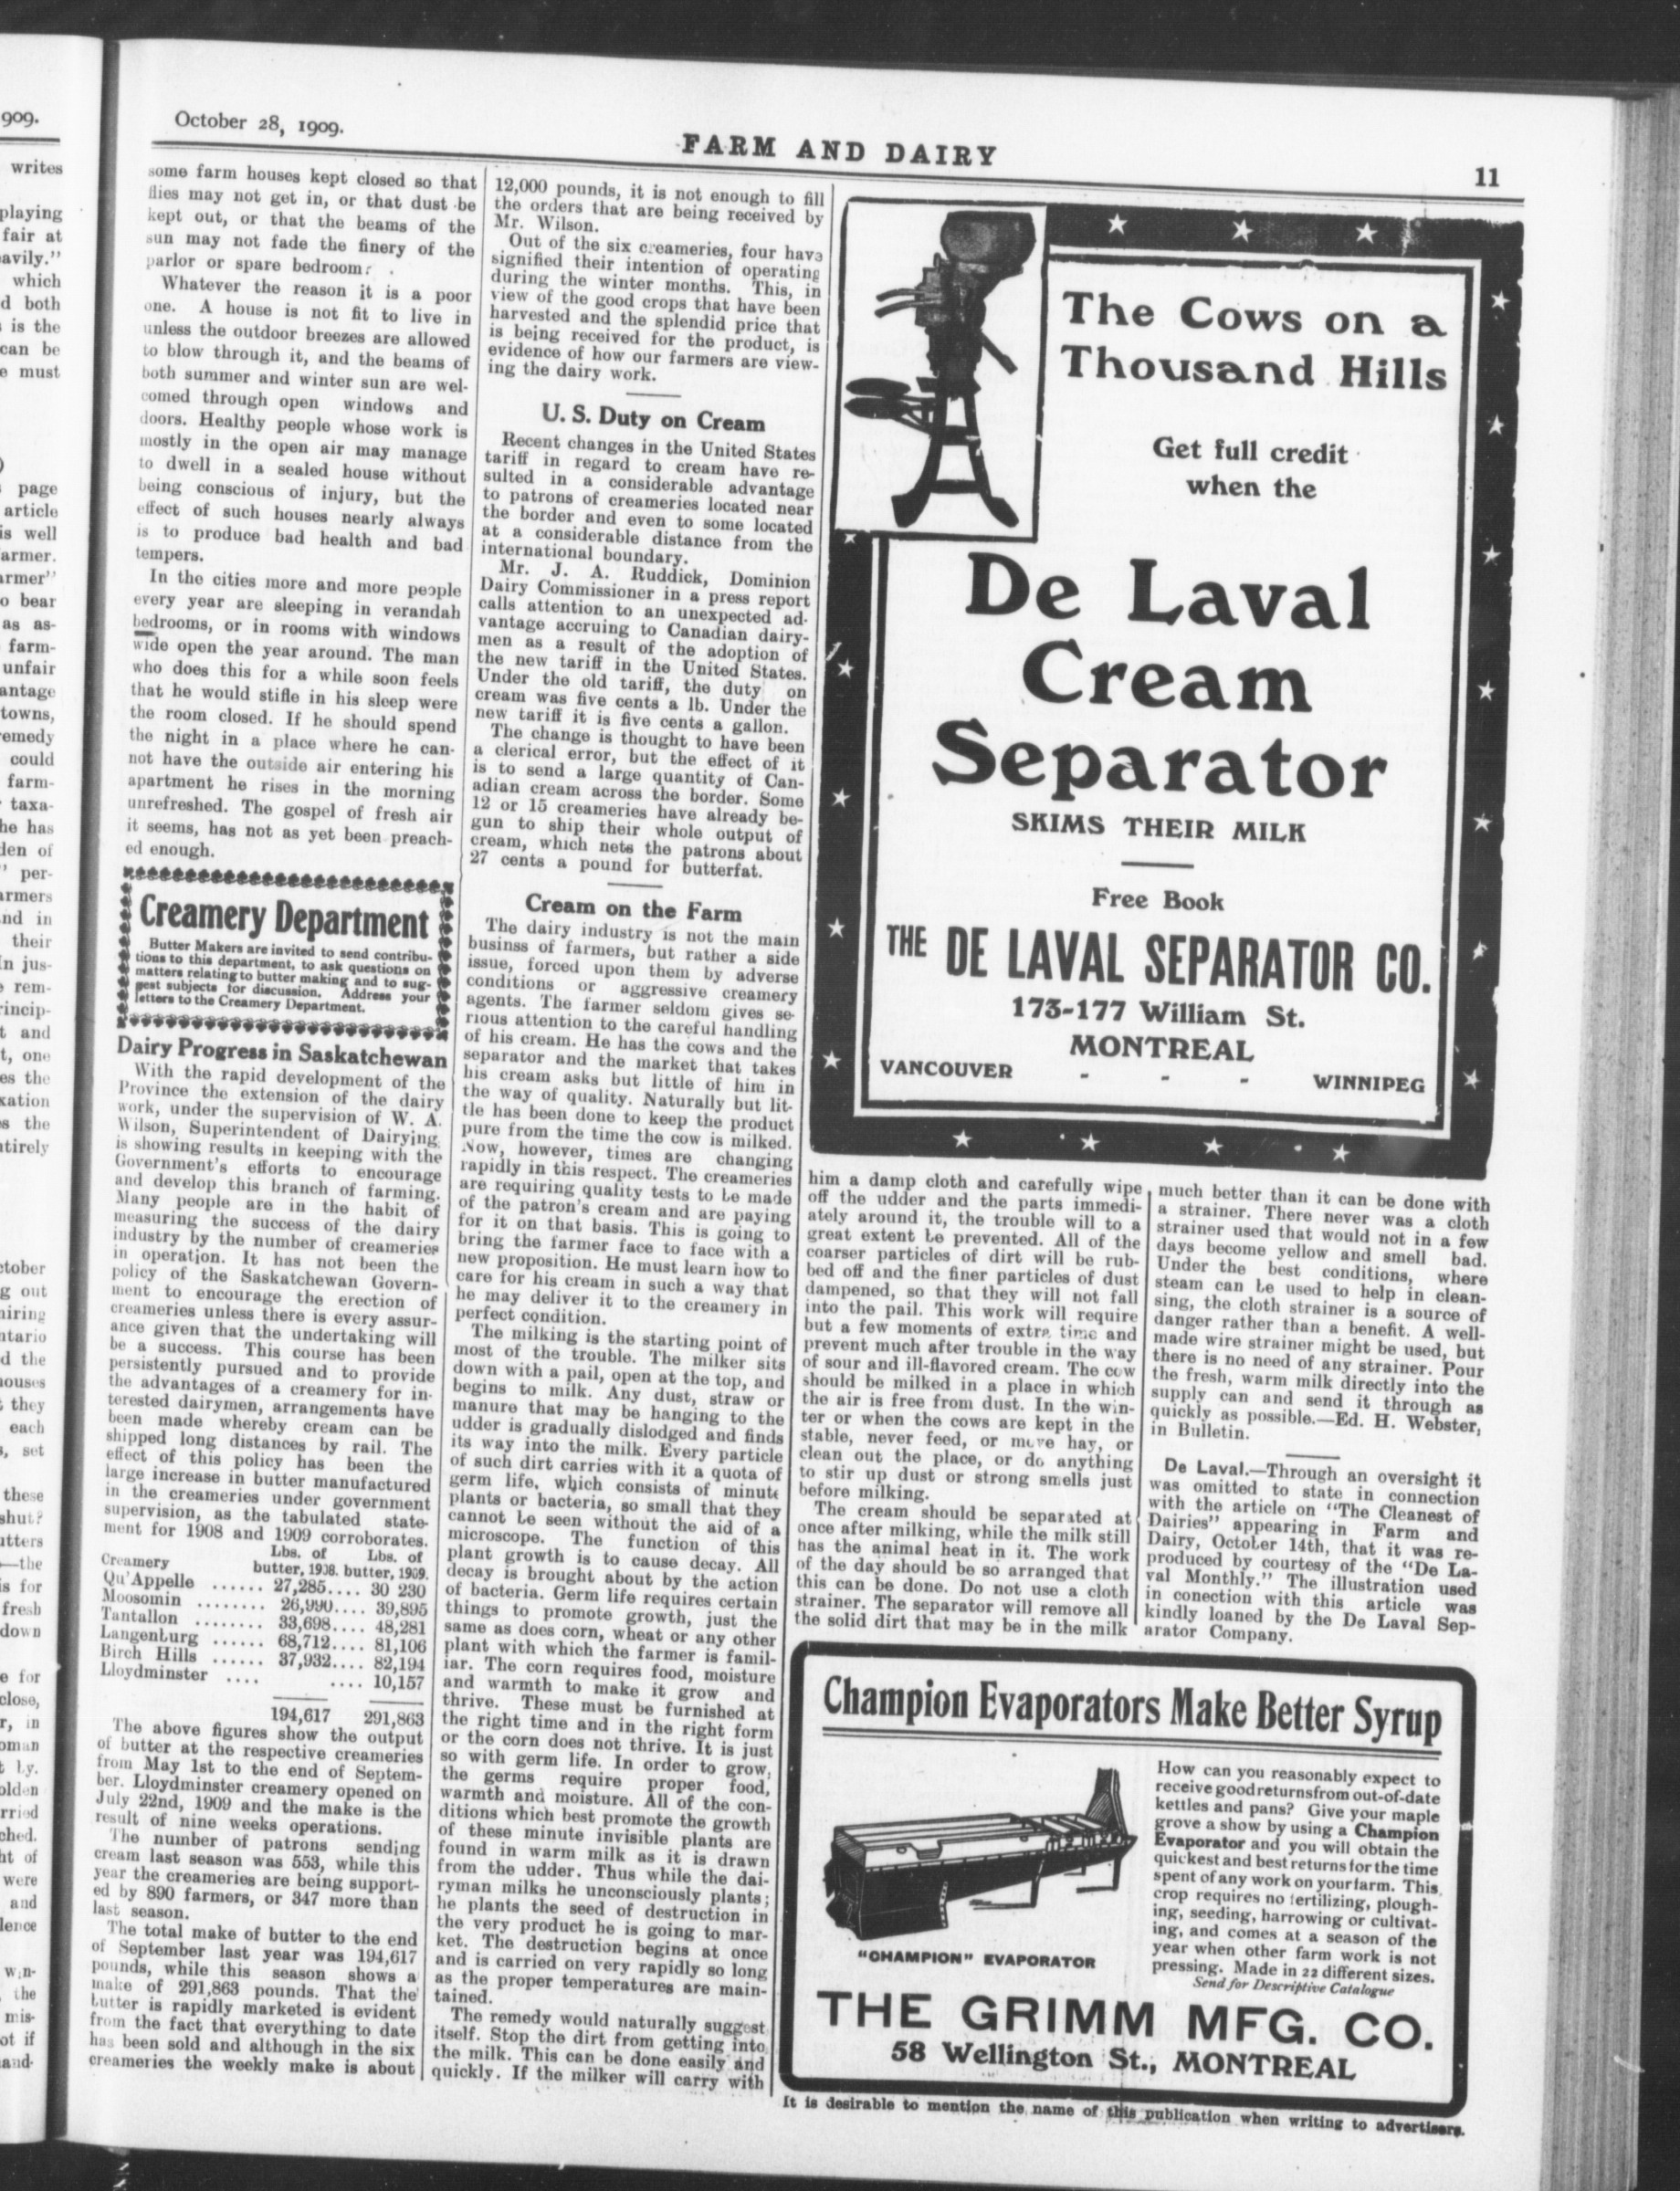 909.
writes
playing
fair at
avily."
which
d both
is the
can be
e must
)
page
article
is well
armer.
armer"
o bear
as as-
farm-
unfair
antage
towns,
emedy
could
farm-
taxa-
he has
den of
" per-
armers
nd in
their
In jus-
rem-
rincip-
t and
t, one
es the
xation
s the
tirely
ctober
g out
hiring
ntario
d the
houses
they
each
s, set
these
shut?
utters
—the
is for
fresh
down
e for
close,
r, in
oman
t by.
olden
rried
ched.
ht of
were
and
dence
win-
the
mis-
ot if
and-
October 28, 1909.
FARM AND DAIRY
11
some farm houses kept closed so that
flies may not get in, or that dust be
kept out, or that the beams of the
sun may not fade the finery of the
parlor or spare bedroom.
Whatever the reason it is a poor
one. A house is not fit to live in
unless the outdoor breezes are allowed
to blow through it, and the beams of
both summer and winter sun are wel-
comed through open windows and
doors. Healthy people whose work is
mostly in the open air may manage
to dwell in a sealed house without
being conscious of injury, but the
effect of such houses nearly always
is to produce bad health and bad
tempers.
In the cities more and more people
every year are sleeping in verandah
bedrooms, or in rooms with windows
wide open the year around. The man
who does this for a while soon feels
that he would stifle in his sleep were
the room closed. If he should spend
the night in a place where he can-
not have the outside air entering his
apartment he rises in the morning
unrefreshed. The gospel of fresh air
it seems, has not as yet been preach-
ed enough.
Creamery Department
Butter Makers are invited to send contribu-
tions to this department, to ask questions on
matters relating to butter making and to sug-
gest subjects for discussion. Address your
letters to the Creamery Department.
Dairy Progress in Saskatchewan
With the rapid development of the
Province the extension of the dairy
work, under the supervision of W. A.
Wilson, Superintendent of Dairying,
is showing results in keeping with the
Government's efforts to encourage
and develop this branch of farming.
Many people are in the habit of
measuring the success of the dairy
industry by the number of creameries
in operation. It has not been the
policy of the Saskatchewan Govern-
ment to encourage the erection of
creameries unless there is every assur-
ance given that the undertaking will
be a success. This course has been
persistently pursued and to provide
the advantages of a creamery for in-
terested dairymen, arrangements have
been made whereby cream can be
shipped long distances by rail. The
effect of this policy has been the
large increase in butter manufactured
in the creameries under government
supervision, as the tabulated state-
ment for 1908 and 1909 corroborates.
Lbs. of Lbs. of
Creamery butter, 1908. butter, 1909.
Qu'Appelle ...... 27,285.... 30 230
Moosomin ........ 26,990.... 39,895
Tantallon ........ 33,698.... 48,281
Langenburg ...... 68,712.... 81,106
Birch Hills ...... 37,932.... 82,194
Lloydminster .... .... 10,157
194,617 291,863
The above figures show the output
of butter at the respective creameries
from May 1st to the end of Septem-
ber. Lloydminster creamery opened on
July 22nd, 1909 and the make is the
result of nine weeks operations.
The number of patrons sending
cream last season was 553, while this
year the creameries are being support-
ed by 890 farmers, or 347 more than
last season.
The total make of butter to the end
of September last year was 194,617
pounds, while this season shows a
make of 291,863 pounds. That the
butter is rapidly marketed is evident
from the fact that everything to date
has been sold and although in the six
creameries the weekly make is about
12,000 pounds, it is not enough to fill
the orders that are being received by
Mr. Wilson.
Out of the six creameries, four have
signified their intention of operating
during the winter months. This, in
view of the good crops that have been
harvested and the splendid price that
is being received for the product, is
evidence of how our farmers are view-
ing the dairy work.
U. S. Duty on Cream
Recent changes in the United States
tariff in regard to cream have re-
sulted in a considerable advantage
to patrons of creameries located near
the border and even to some located
at a considerable distance from the
international boundary.
Mr. J. A. Ruddick, Dominion
Dairy Commissioner in a press report
calls attention to an unexpected ad-
vantage accruing to Canadian dairy-
men as a result of the adoption of
the new tariff in the United States.
Under the old tariff, the duty on
cream was five cents a lb. Under the
new tariff it is five cents a gallon.
The change is thought to have been
a clerical error, but the effect of it
is to send a large quantity of Can-
adian cream across the border. Some
12 or 15 creameries have already be-
gun to ship their whole output of
cream, which nets the patrons about
27 cents a pound for butterfat.
Cream on the Farm
The dairy industry is not the main
businss of farmers, but rather a side
issue, forced upon them by adverse
conditions or aggressive creamery
agents. The farmer seldom gives se-
rious attention to the careful handling
of his cream. He has the cows and the
separator and the market that takes
his cream asks but little of him in
the way of quality. Naturally but lit-
tle has been done to keep the product
pure from the time the cow is milked.
Now, however, times are changing
rapidly in this respect. The creameries
are requiring quality tests to be made
of the patron's cream and are paying
for it on that basis. This is going to
bring the farmer face to face with a
new proposition. He must learn how to
care for his cream in such a way that
he may deliver it to the creamery in
perfect condition.
The milking is the starting point of
most of the trouble. The milker sits
down with a pail, open at the top, and
begins to milk. Any dust, straw or
manure that may be hanging to the
udder is gradually dislodged and finds
its way into the milk. Every particle
of such dirt carries with it a quota of
germ life, which consists of minute
plants or bacteria, so small that they
cannot be seen without the aid of a
microscope. The function of this
plant growth is to cause decay. All
decay is brought about by the action
of bacteria. Germ life requires certain
things to promote growth, just the
same as does corn, wheat or any other
plant with which the farmer is famil-
iar. The corn requires food, moisture
and warmth to make it grow and
thrive. These must be furnished at
the right time and in the right form
or the corn does not thrive. It is just
so with germ life. In order to grow,
the germs require proper food,
warmth and moisture. All of the con-
ditions which best promote the growth
of these minute invisible plants are
found in warm milk as it is drawn
from the udder. Thus while the dai-
ryman milks he unconsciously plants;
he plants the seed of destruction in
the very product he is going to mar-
ket. The destruction begins at once
and is carried on very rapidly so long
as the proper temperatures are main-
tained.
The remedy would naturally suggest
itself. Stop the dirt from getting into
the milk. This can be done easily and
quickly. If the milker will carry with
The Cows on a
Thousand Hills
Get full credit
when the
De Laval
Cream
Separator
SKIMS THEIR MILK
Free Book
THE DE LAVAL SEPARATOR CO.
173-177 William St.
MONTREAL
VANCOUVER - - - WINNIPEG
him a damp cloth and carefully wipe
off the udder and the parts immedi-
ately around it, the trouble will to a
great extent be prevented. All of the
coarser particles of dirt will be rub-
bed off and the finer particles of dust
dampened, so that they will not fall
into the pail. This work will require
but a few moments of extra time and
prevent much after trouble in the way
of sour and ill-flavored cream. The cow
should be milked in a place in which
the air is free from dust. In the win-
ter or when the cows are kept in the
stable, never feed, or move hay, or
clean out the place, or do anything
to stir up dust or strong smells just
before milking.
The cream should be separated at
once after milking, while the milk still
has the animal heat in it. The work
of the day should be so arranged that
this can be done. Do not use a cloth
strainer. The separator will remove all
the solid dirt that may be in the milk
much better than it can be done with
a strainer. There never was a cloth
strainer used that would not in a few
days become yellow and smell bad.
Under the best conditions, where
steam can be used to help in clean-
sing, the cloth strainer is a source of
danger rather than a benefit. A well-
made wire strainer might be used, but
there is no need of any strainer. Pour
the fresh, warm milk directly into the
supply can and send it through as
quickly as possible.—Ed. H. Webster,
in Bulletin.
De Laval.—Through an oversight it
was omitted to state in connection
with the article on "The Cleanest of
Dairies" appearing in Farm and
Dairy, October 14th, that it was re-
produced by courtesy of the "De La-
val Monthly." The illustration used
in conection with this article was
kindly loaned by the De Laval Sep-
arator Company.
Champion Evaporators Make Better Syrup
How can you reasonably expect to
receive good returns from out-of-date
kettles and pans? Give your maple
grove a show by using a Champion
Evaporator and you will obtain the
quickest and best returns for the time
spent of any work on your farm. This
crop requires no fertilizing, plough-
ing, seeding, harrowing or cultivat-
ing, and comes at a season of the
year when other farm work is not
pressing. Made in 22 different sizes.
Send for Descriptive Catalogue
"CHAMPION" EVAPORATOR
THE GRIMM MFG. CO.
58 Wellington St., MONTREAL
It is desirable to mention the name of this publication when writing to advertisers.